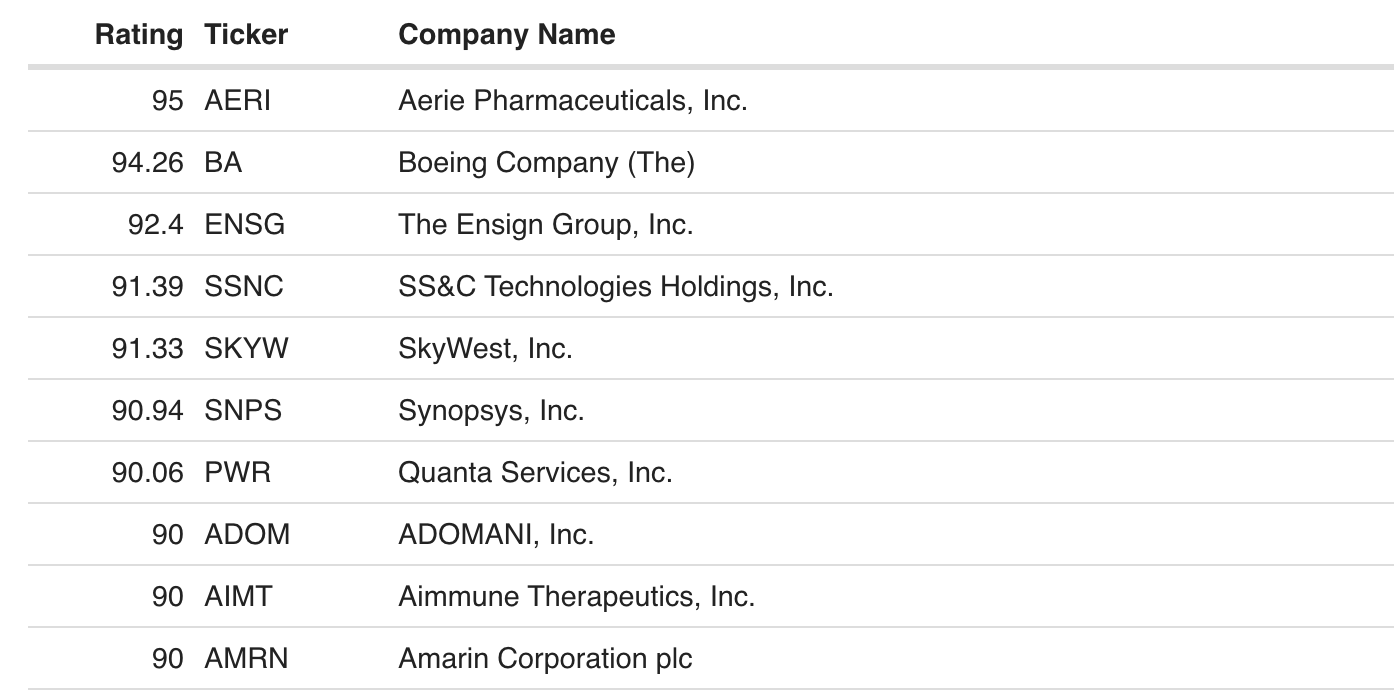 Rating Ticker Company Name
95 AERI Aerie Pharmaceuticals, Inc.
94.26 BA Boeing Company (The)
92.4 ENSG The Ensign Group, Inc.
91.39 SSNC SS&C Technologies Holdings, Inc.
91.33 SKYW SkyWest, Inc.
90.94 SNPS Synopsys, Inc.
90.06 PWR Quanta Services, Inc.
90 ADOM ADOMANI, Inc.
90 AIMT Aimmune Therapeutics, Inc.
90 AMRN Amarin Corporation plc